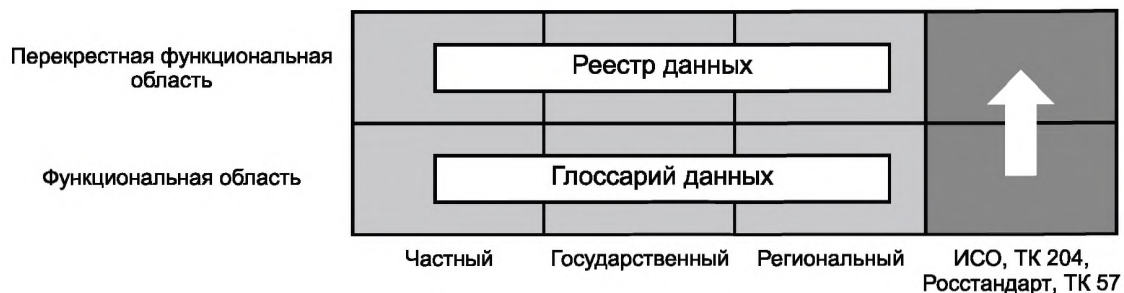 Перекрестная функциональная
область
Реестр данных
Функциональная область
Глоссарий данных
Частный
Государственный
Региональный
ИСО, ТК 204,
Росстандарт, ТК 57